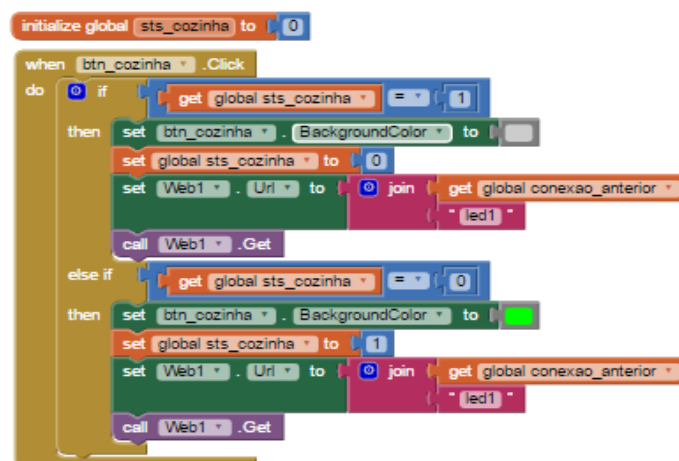 initialize global sts_cozinha to 0
when btn_cozinha .Click
do if get global sts_cozinha = 1
then set btn_cozinha . BackgroundColor to
set global sts_cozinha to 0
set Web1 . Url to join get global conexao_anterior
" led1 "
call Web1 .Get
else if get global sts_cozinha = 0
then set btn_cozinha . BackgroundColor to
set global sts_cozinha to 1
set Web1 . Url to join get global conexao_anterior
" led1 "
call Web1 .Get